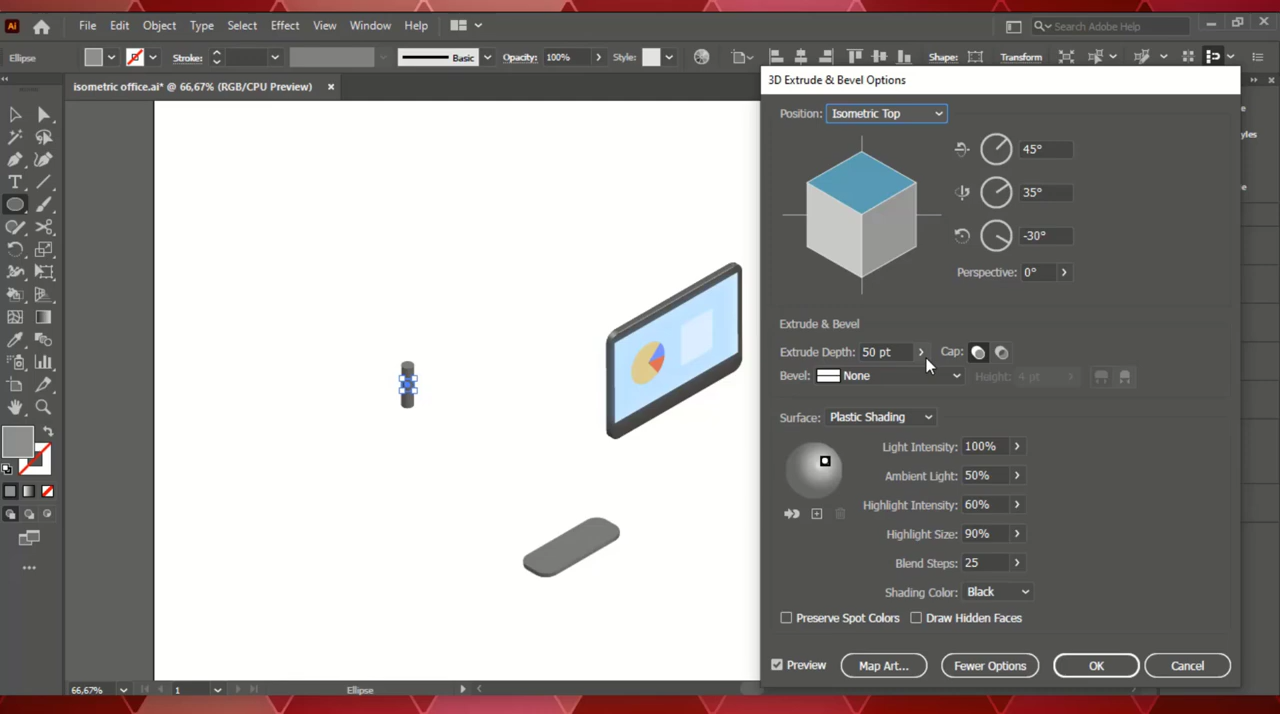 Ai File Edit Object Type Select Effect View Window Help Search Adobe Help
Ellipse Stroke: Basic Opacity: 100% Style: Shape: Transform
isometric office.ai* @ 66,67% (RGB/CPU Preview) ×
3D Extrude & Bevel Options
Position: Isometric Top
45°
35°
-30°
Perspective: 0°
Extrude & Bevel
Extrude Depth: 50 pt Cap:
Bevel: None Height: 4 pt
Surface: Plastic Shading
Light Intensity: 100%
Ambient Light: 50%
Highlight Intensity: 60%
Highlight Size: 90%
Blend Steps: 25
Shading Color: Black
Preserve Spot Colors Draw Hidden Faces
Preview Map Art... Fewer Options OK Cancel
66,67% 1 Ellipse